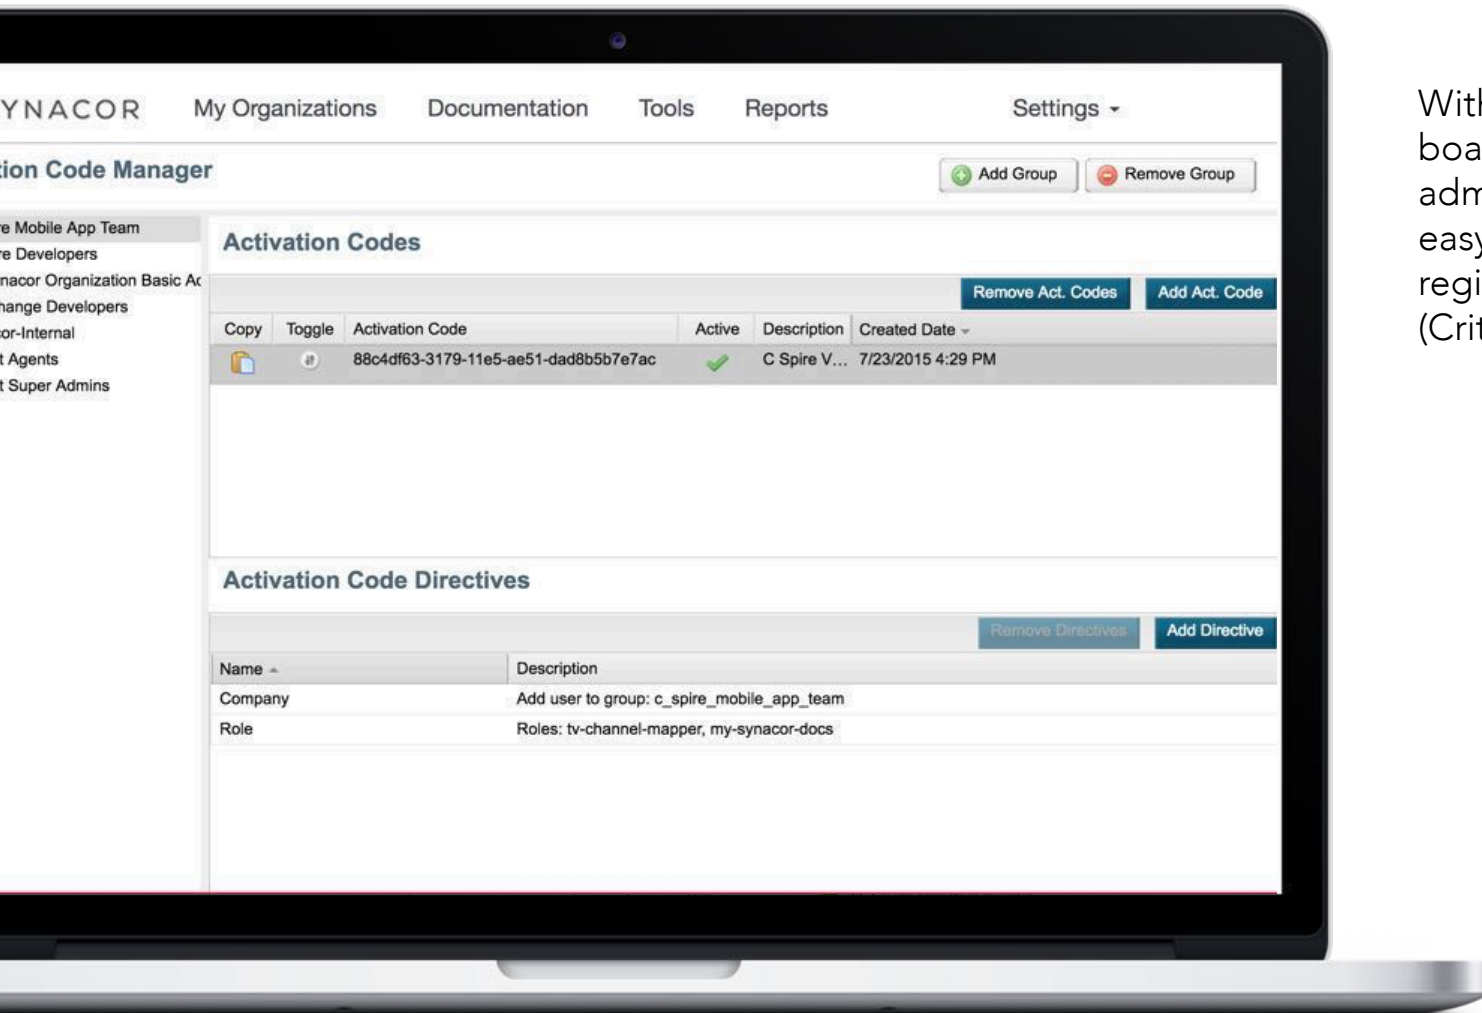 YNACOR My Organizations Documentation Tools Reports Settings
tion Code Manager
Add Group Remove Group
re Mobile App Team
re Developers
nacor Organization Basic Ac
hange Developers
cor-Internal
t Agents
t Super Admins
Activation Codes
Remove Act. Codes Add Act. Code
Copy Toggle Activation Code Active Description Created Date
88c4df63-3179-11e5-ae51-dad8b5b7e7ac C Spire V... 7/23/2015 4:29 PM
Activation Code Directives
Remove Directives Add Directive
Name Description
Company Add user to group: c_spire_mobile_app_team
Role Roles: tv-channel-mapper, my-synacor-docs
With
boa
adm
easy
regi
(Crit